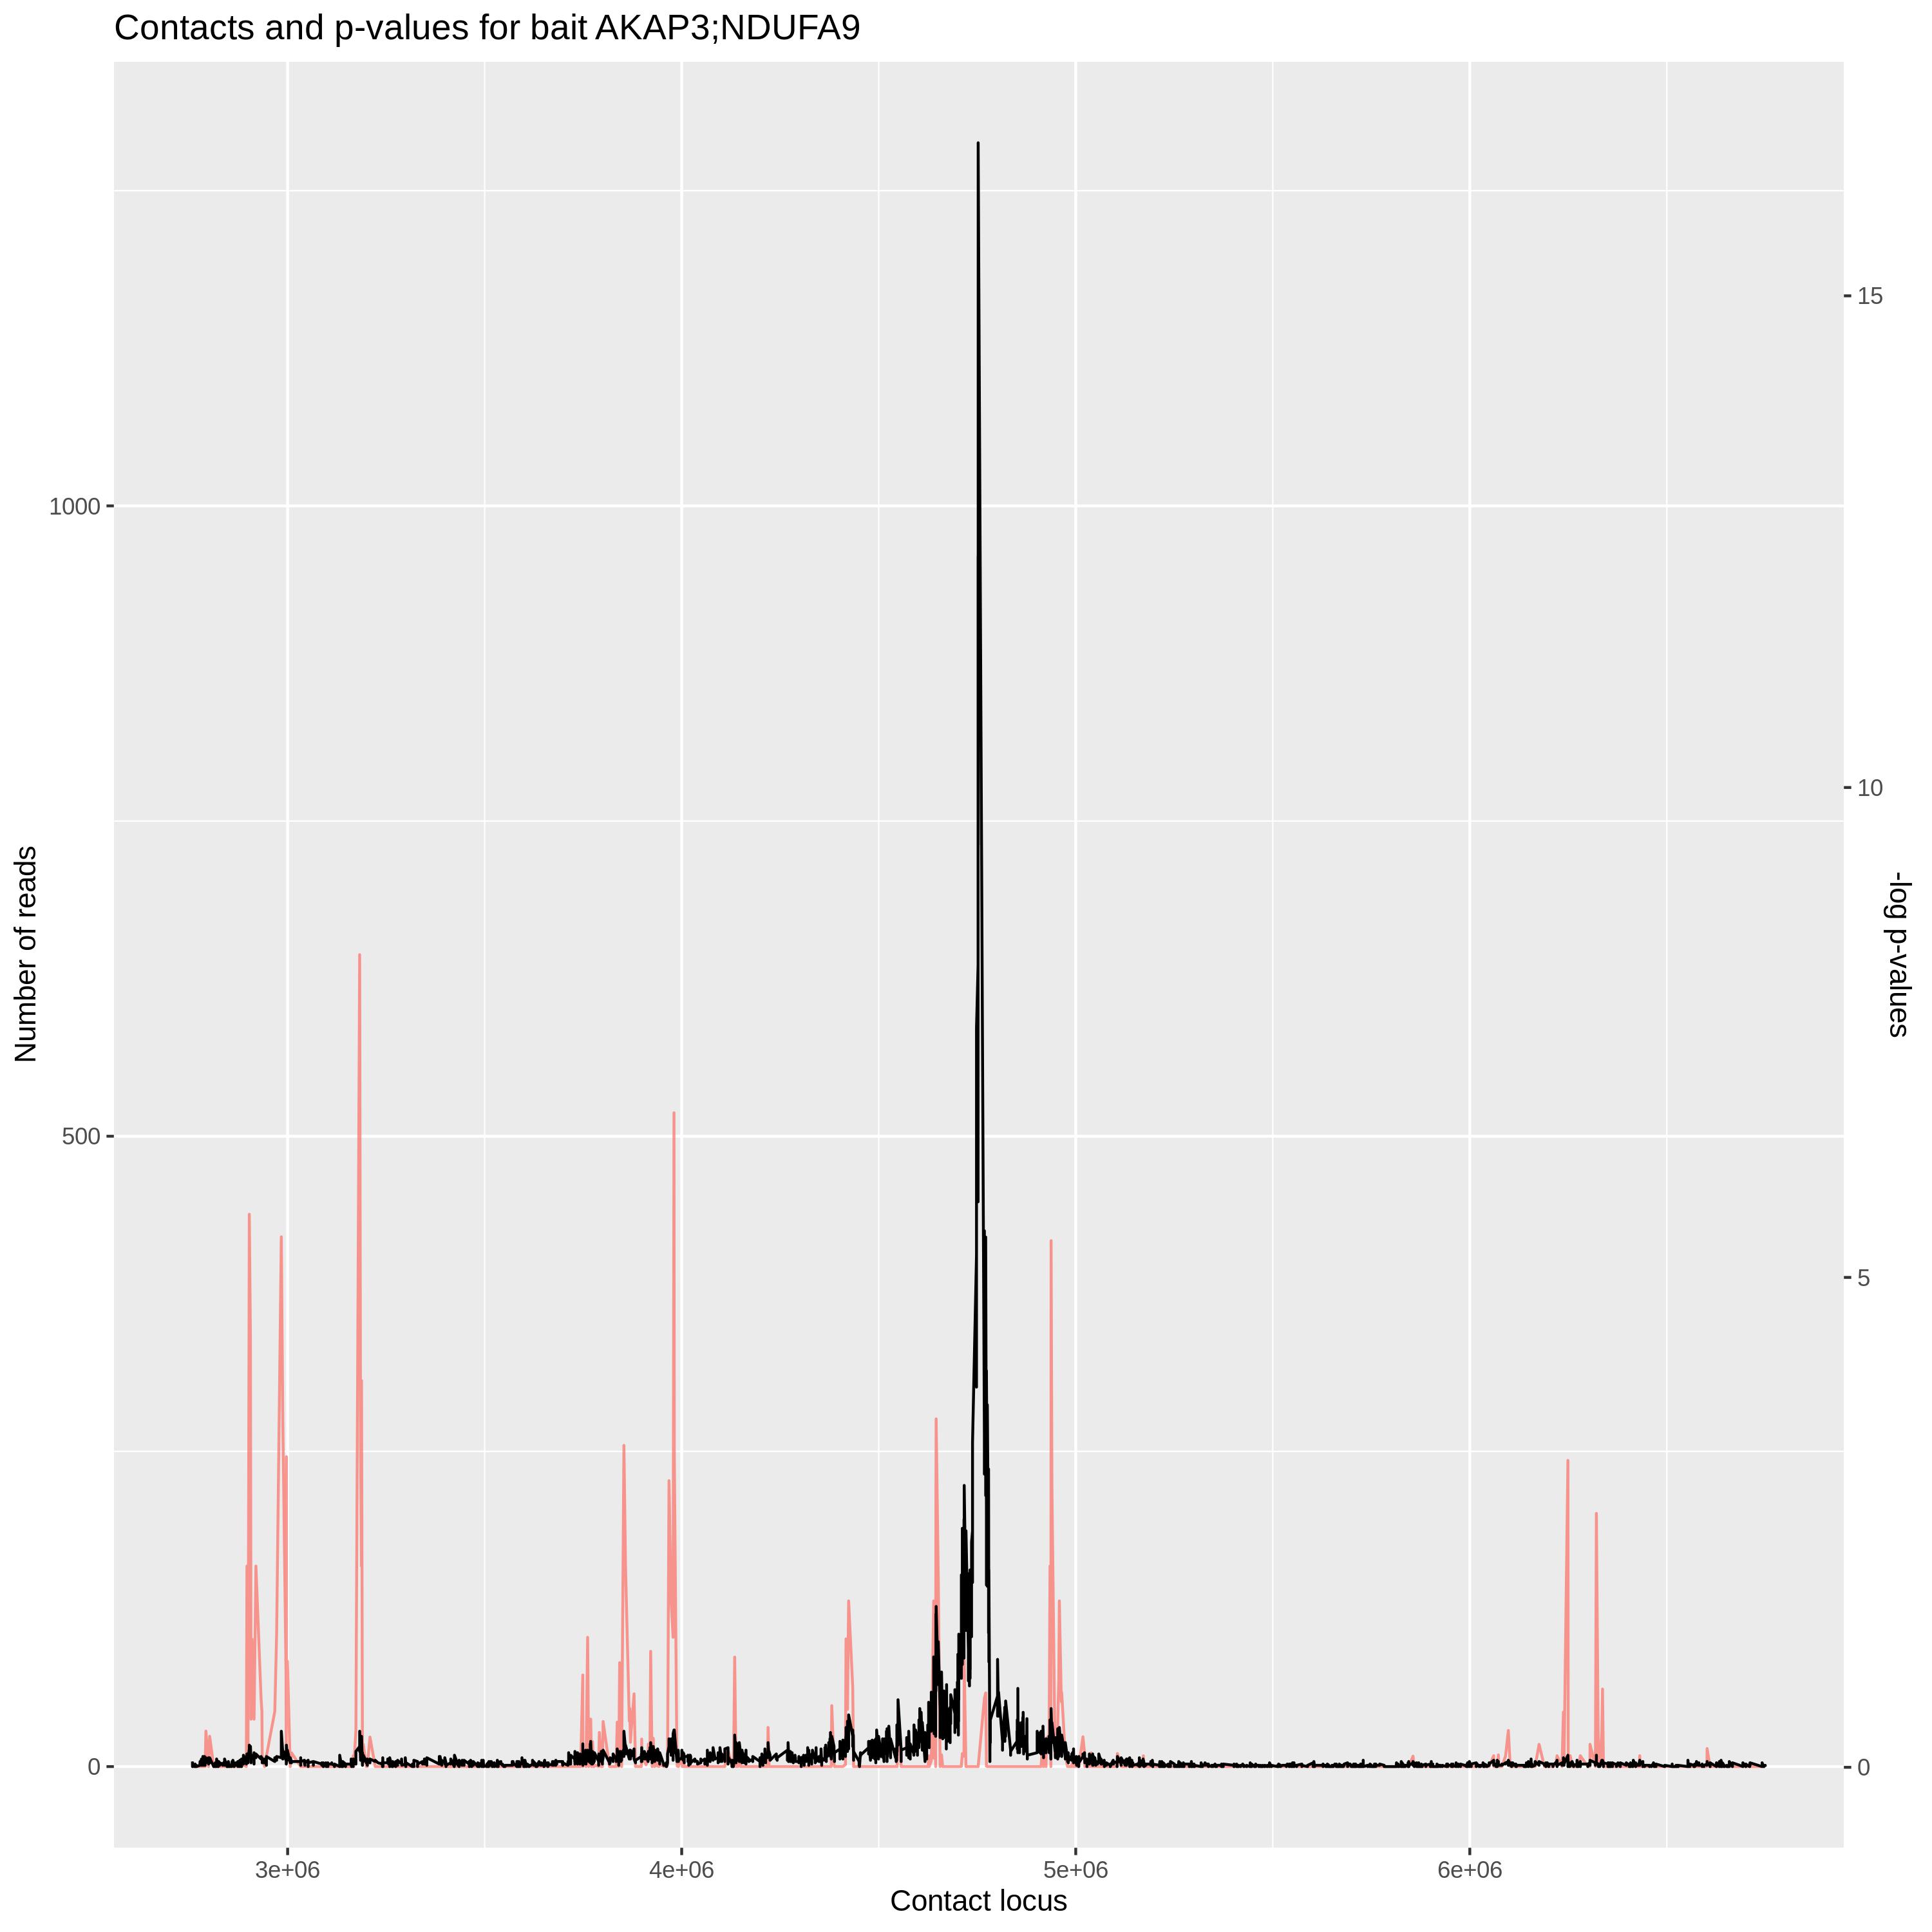 Contacts and p-values for bait AKAP3;NDUFA9
Number of reads
1000
500
0
15
10
5
0
-log p-values
3e+06
4e+06
5e+06
6e+06
Contact locus